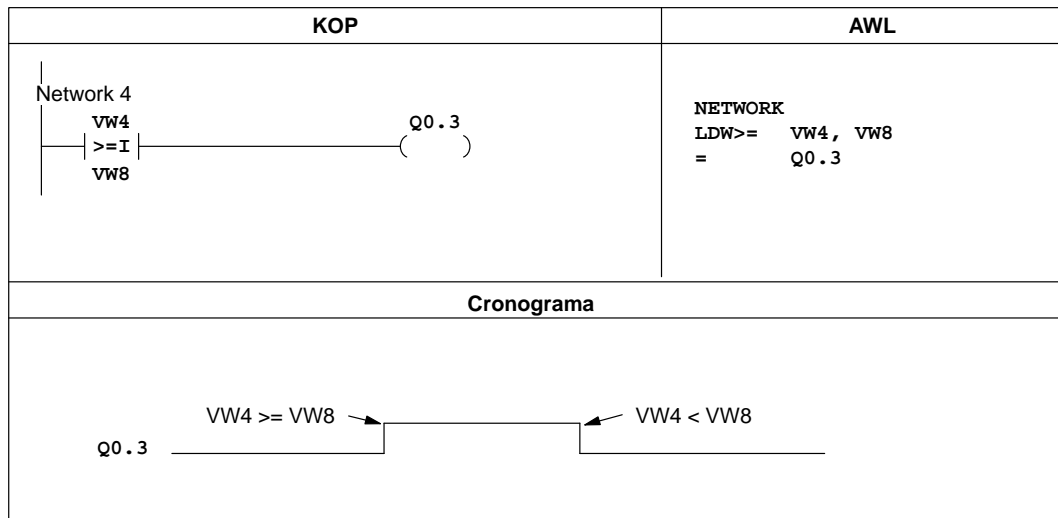 KOP
AWL
Network 4
VW4
>=I
VW8
Q0.3
( )
NETWORK
LDW>= VW4, VW8
= Q0.3
Cronograma
VW4 >= VW8
VW4 < VW8
Q0.3